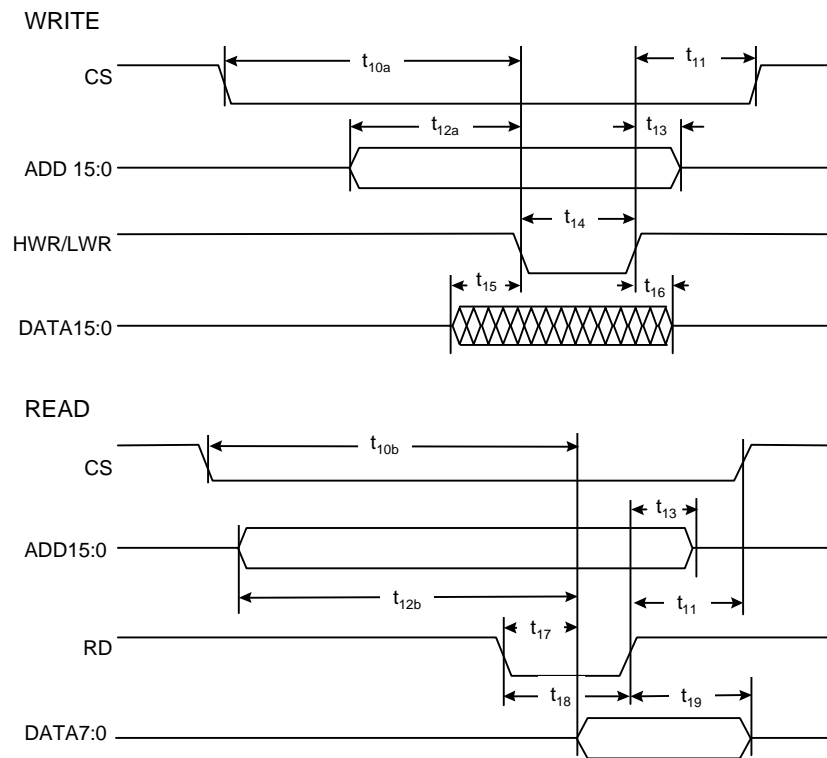 WRITE
CS
t10a
t11
t12a
t13
ADD 15:0
t14
HWR/LWR
t15
t16
DATA15:0
READ
CS
t10b
t13
ADD15:0
t12b
t11
t17
RD
t18
t19
DATA7:0